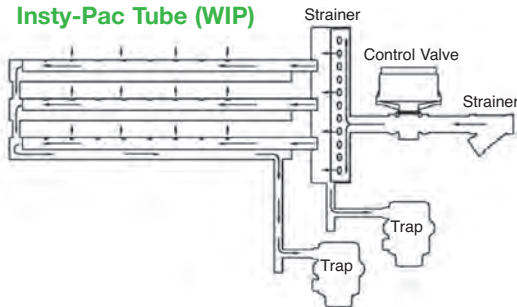 Insty-Pac Tube (WIP)
Strainer
Control Valve
Strainer
Trap
Trap